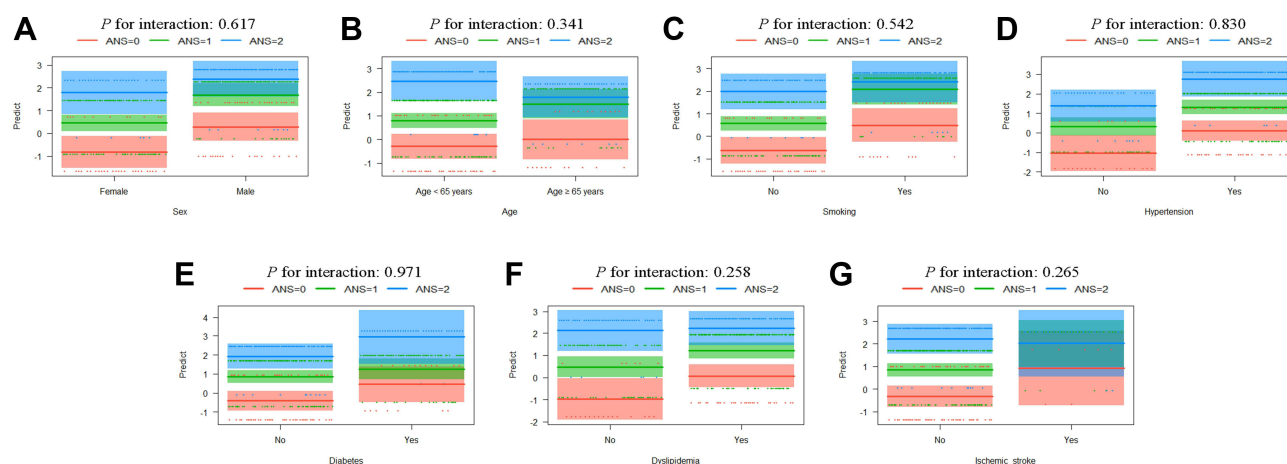 A
P for interaction: 0.617
ANS=0 ANS=1 ANS=2
Predict
3
2
1
0
-1
Female Male
Sex
B
P for interaction: 0.341
ANS=0 ANS=1 ANS=2
Predict
3
2
1
0
-1
Age < 65 years Age ≥ 65 years
Age
C
P for interaction: 0.542
ANS=0 ANS=1 ANS=2
Predict
3
2
1
0
-1
No Yes
Smoking
D
P for interaction: 0.830
ANS=0 ANS=1 ANS=2
Predict
3
2
1
0
-1
-2
No Yes
Hypertension
E
P for interaction: 0.971
ANS=0 ANS=1 ANS=2
Predict
4
3
2
1
0
-1
No Yes
Diabetes
F
P for interaction: 0.258
ANS=0 ANS=1 ANS=2
Predict
3
2
1
0
-1
-2
No Yes
Dyslipidemia
G
P for interaction: 0.265
ANS=0 ANS=1 ANS=2
Predict
3
2
1
0
-1
No Yes
Ischemic stroke